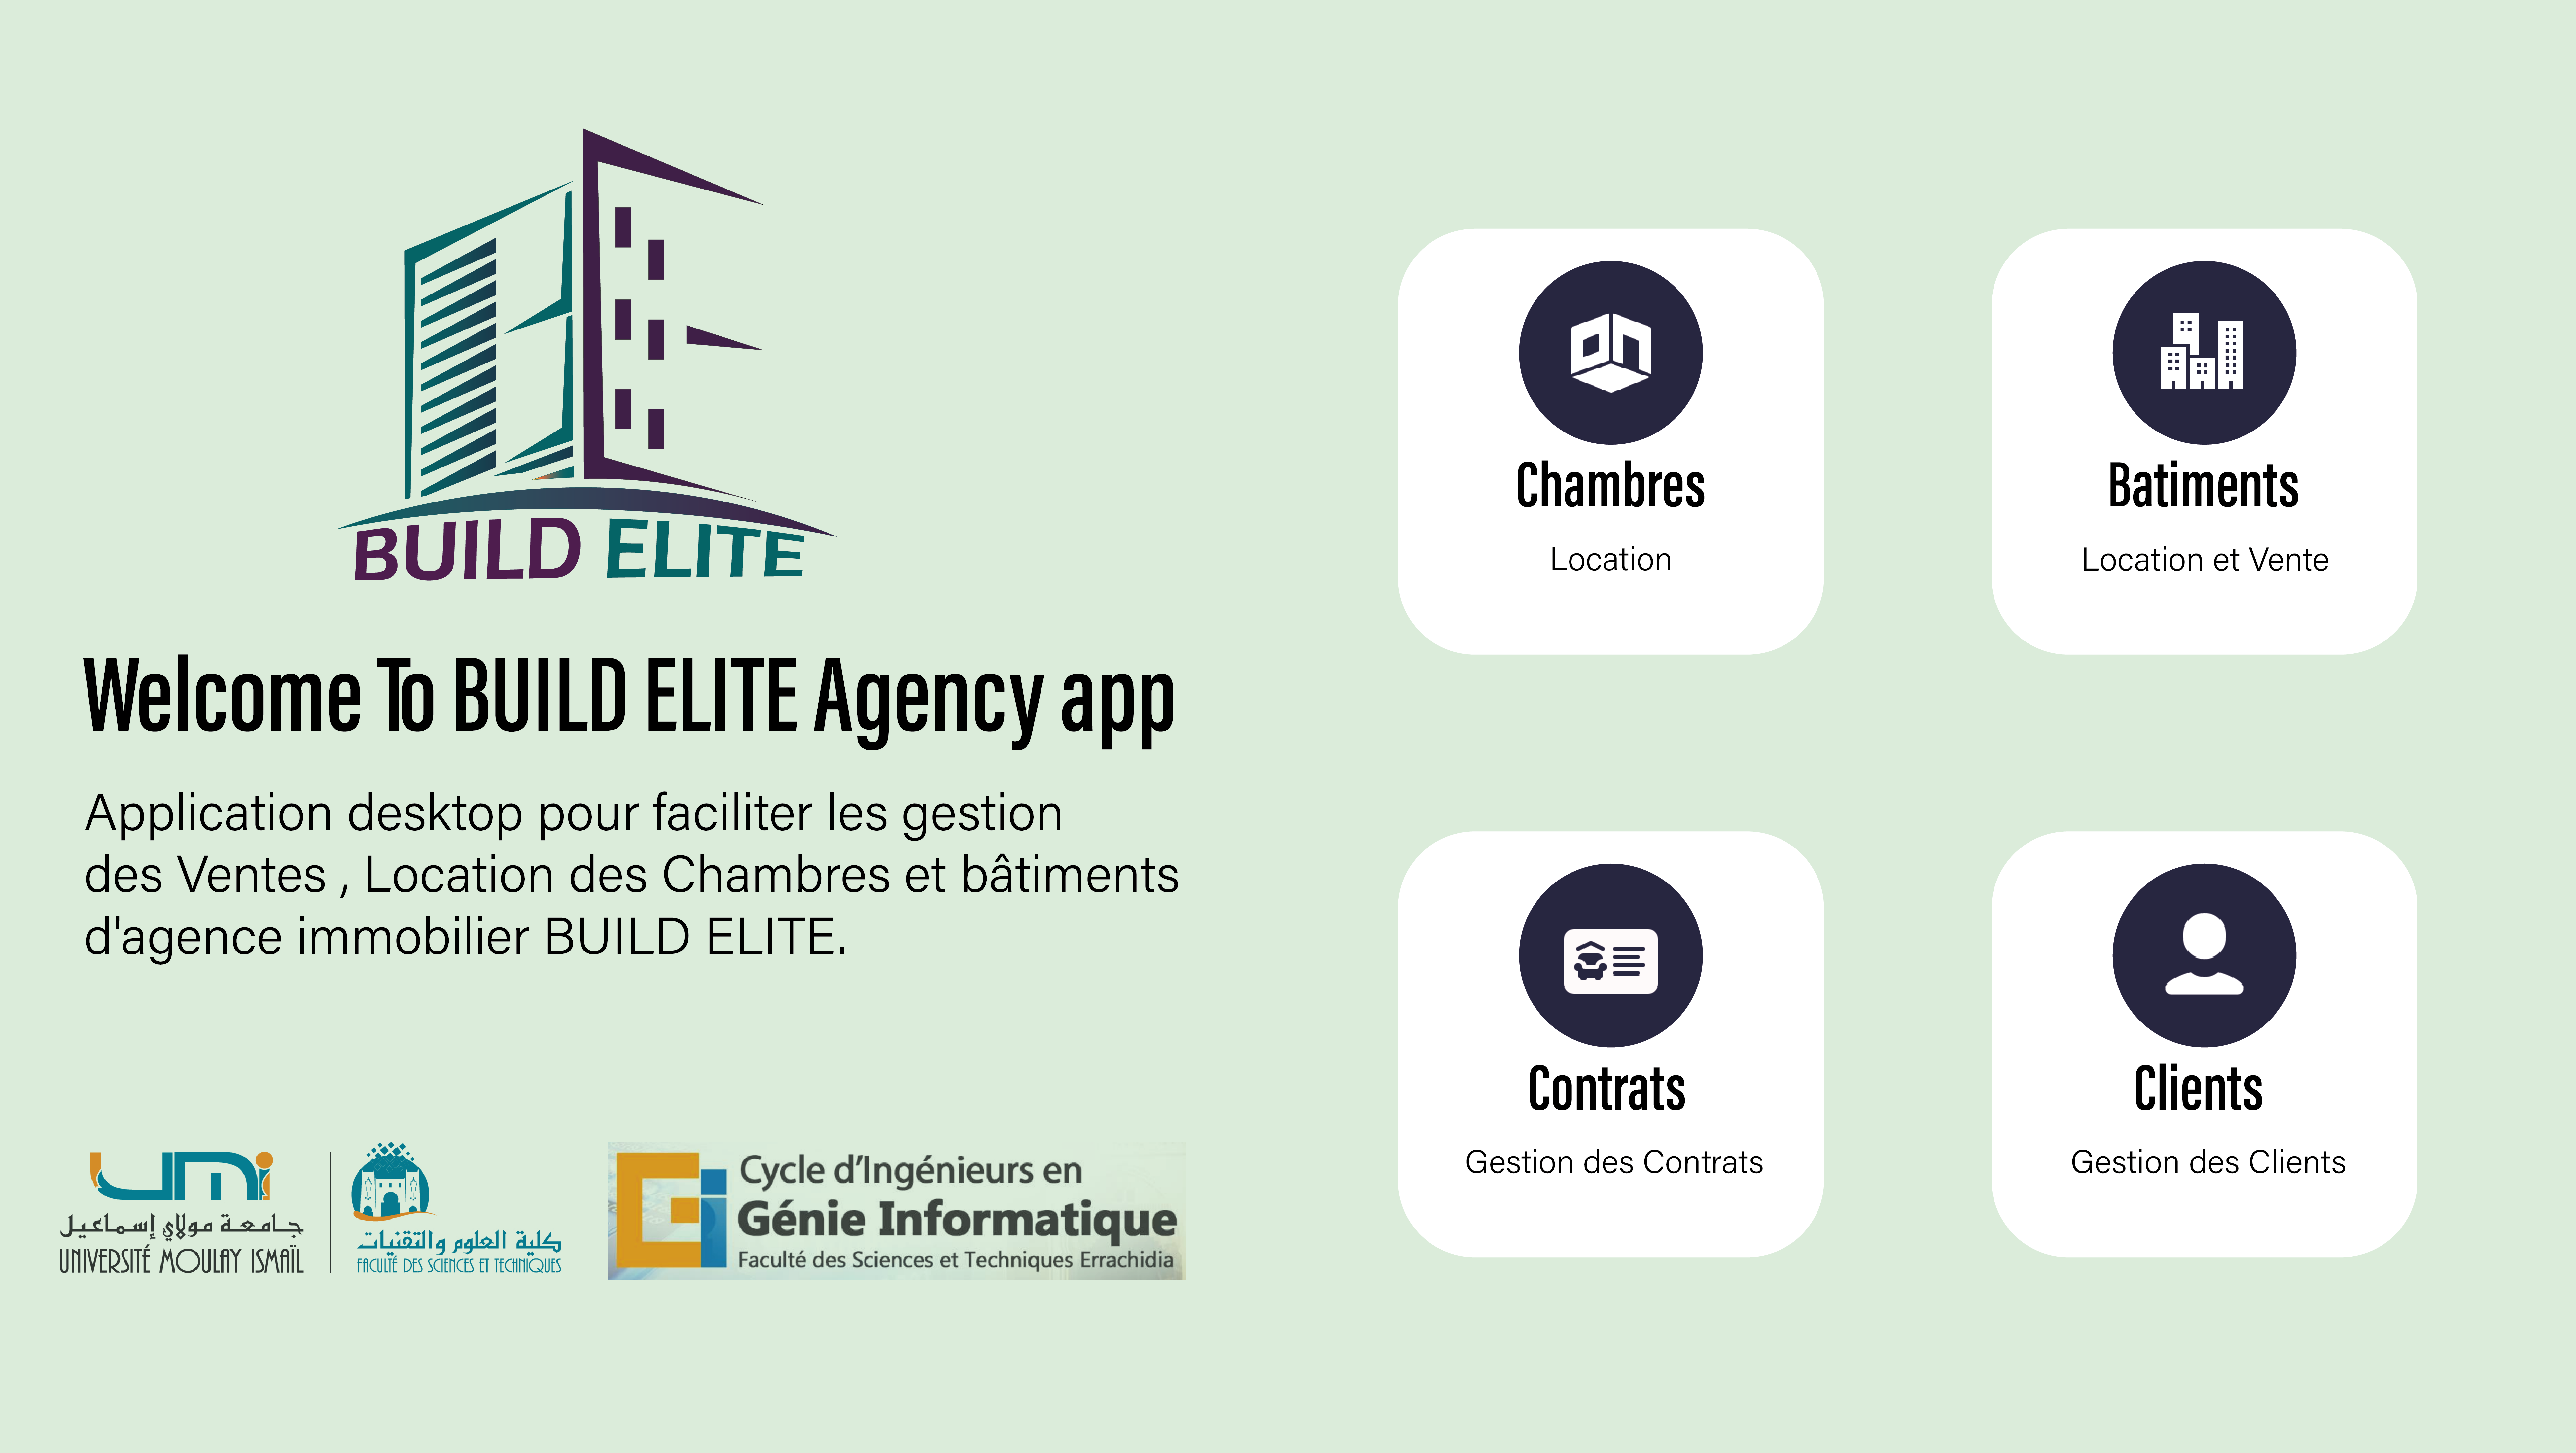 BUILD ELITE
Welcome To BUILD ELITE Agency app
Application desktop pour faciliter les gestion
des Ventes , Location des Chambres et bâtiments
d'agence immobilier BUILD ELITE.
umi
جامعة مولاي إسماعيل
UNIVERSITÉ MOULAY ISMAÏL
كلية العلوم والتقنيات
FACULTÉ DES SCIENCES ET TECHNIQUES
Cycle d'Ingénieurs en
Génie Informatique
Faculté des Sciences et Techniques Errachidia
Chambres
Location
Batiments
Location et Vente
Contrats
Gestion des Contrats
Clients
Gestion des Clients